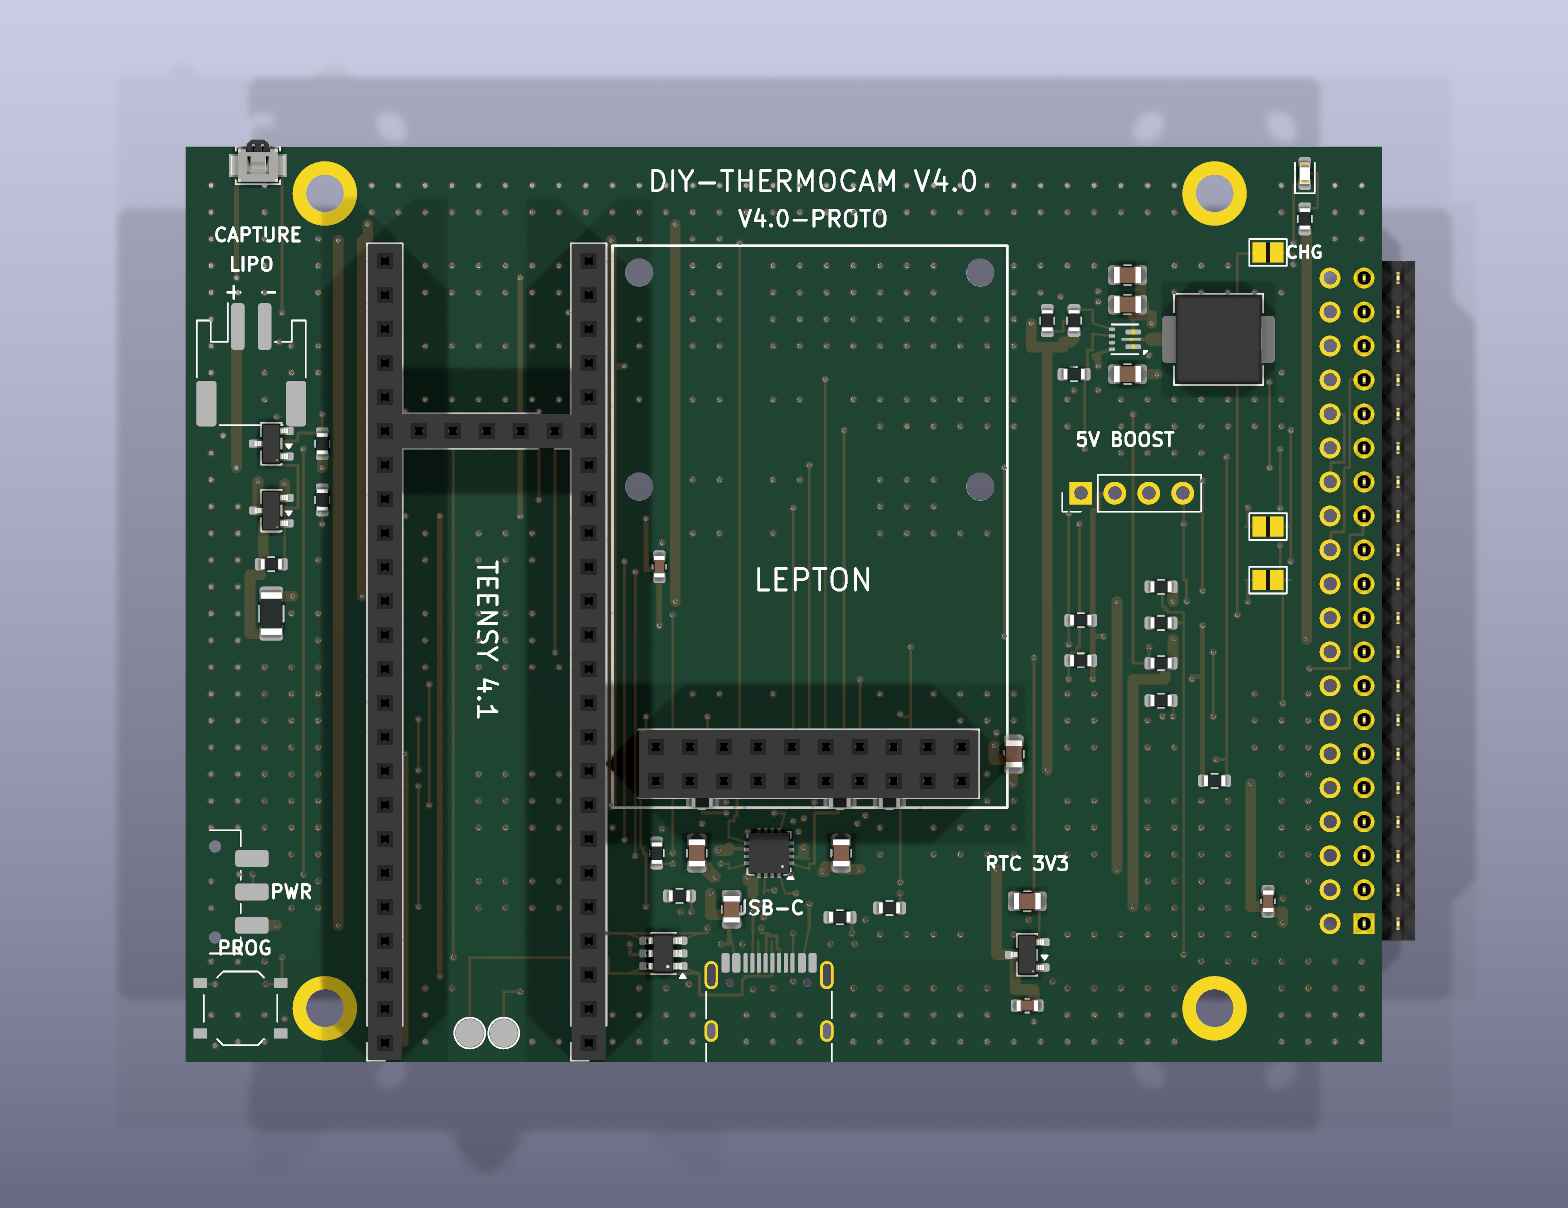 DIY-THERMOCAM V4.0
V4.0-PROTO
CAPTURE
LIPO
+ -
CHG
5V BOOST
LEPTON
TEENSY 4.1
RTC 3V3
PWR
USB-C
PROG